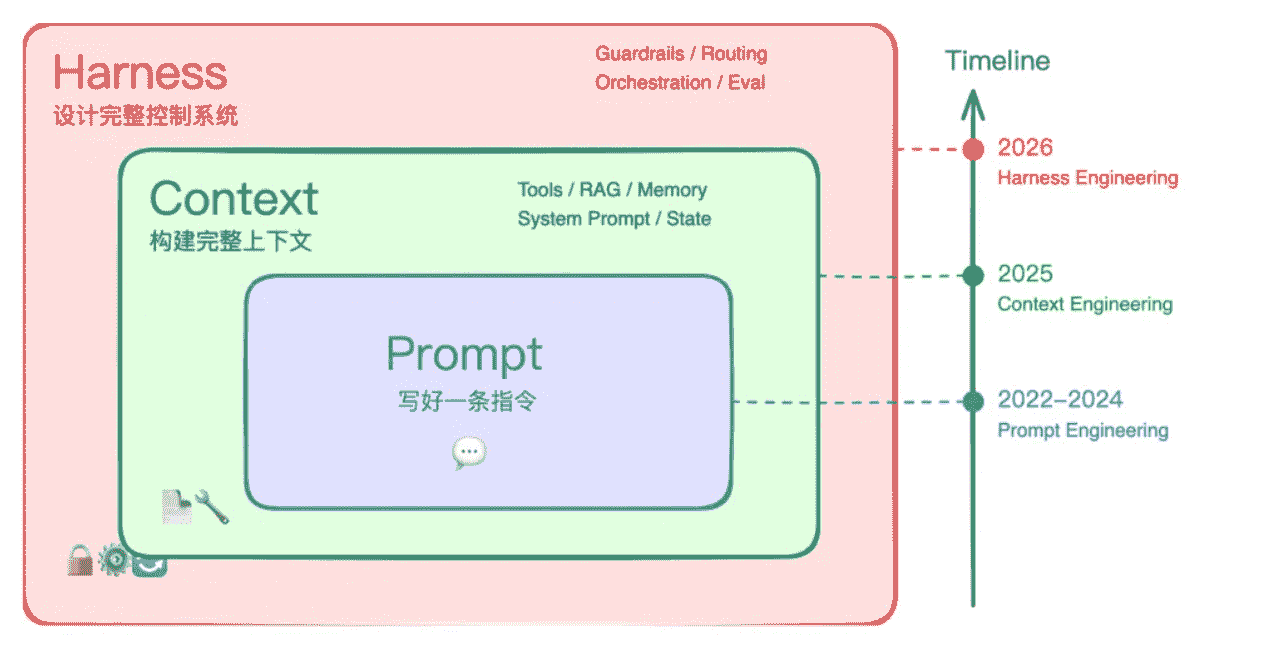 Harness
设计完整控制系统
Guardrails / Routing
Orchestration / Eval
Context
构建完整上下文
Tools / RAG / Memory
System Prompt / State
Prompt
写好一条指令
Timeline
2026
Harness Engineering
2025
Context Engineering
2022–2024
Prompt Engineering